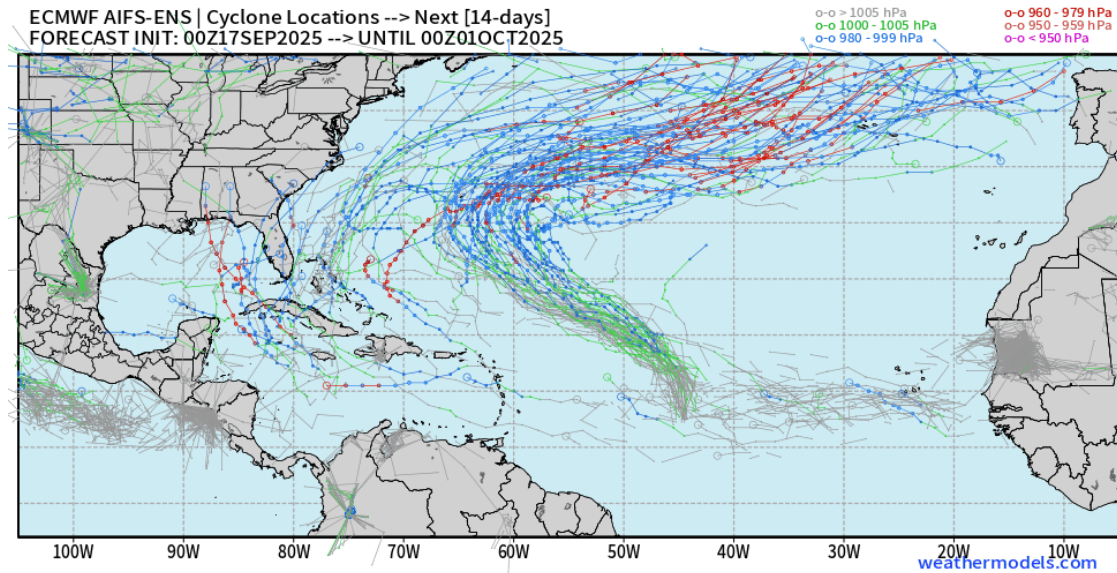 ECMWF AIFS-ENS | Cyclone Locations --> Next [14-days]
FORECAST INIT: 00Z17SEP2025 --> UNTIL 00Z01OCT2025
o-o > 1005 hPa
o-o 1000 - 1005 hPa
o-o 980 - 999 hPa
o-o 960 - 979 hPa
o-o 950 - 959 hPa
o-o < 950 hPa
100W 90W 80W 70W 60W 50W 40W 30W 20W 10W
weathermodels.com